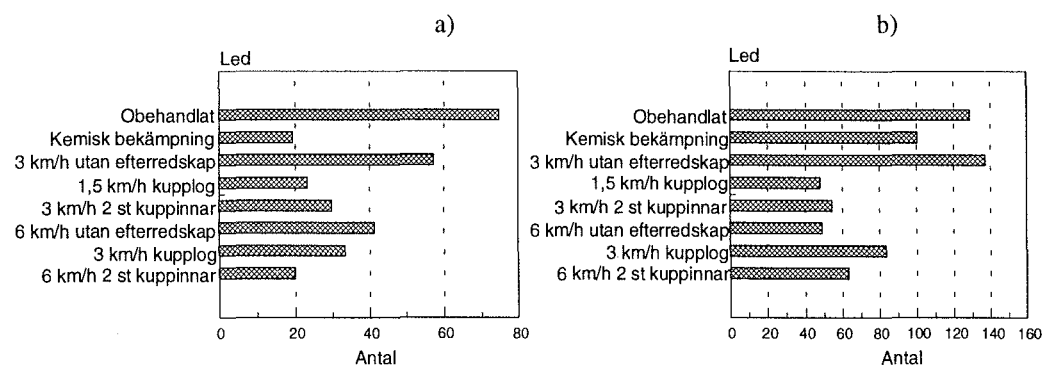 a)
Led
Obehandlat
Kemisk bekämpning
3 km/h utan efterredskap
1,5 km/h kupplog
3 km/h 2 st kuppinnar
6 km/h utan efterredskap
3 km/h kupplog
6 km/h 2 st kuppinnar
0 20 40 60 80
Antal
b)
Led
Obehandlat
Kemisk bekämpning
3 km/h utan efterredskap
1,5 km/h kupplog
3 km/h 2 st kuppinnar
6 km/h utan efterredskap
3 km/h kupplog
6 km/h 2 st kuppinnar
0 20 40 60 80 100 120 140 160
Antal